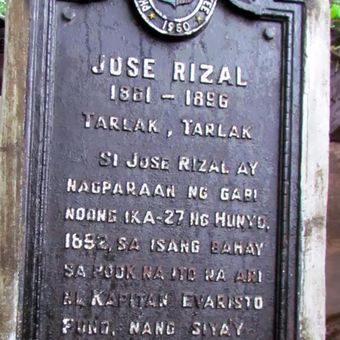 1960
JOSE RIZAL
1861 – 1896
TARLAK, TARLAK
SI JOSE RIZAL AY
NAGPARAAN NG GABI
NOONG IKA-27 NG HUNYO,
1892, SA ISANG BAHAY
SA POOK NA ITO NA ARI
NI KAPITAN EVARISTO
PUNO, NANG SIYA'Y